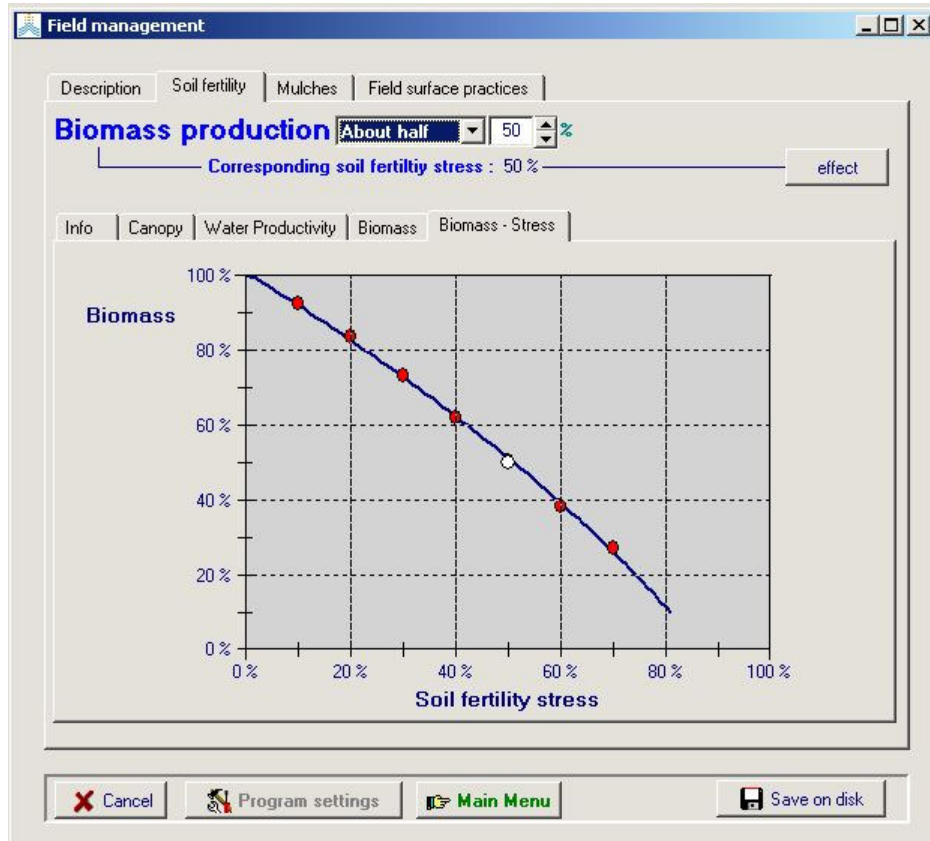 Field management
Description Soil fertility Mulches Field surface practices
Biomass production About half 50 %
Corresponding soil fertiltiy stress : 50 % effect
Info Canopy Water Productivity Biomass Biomass - Stress
100 %
Biomass
80 %
60 %
40 %
20 %
0 %
0 % 20 % 40 % 60 % 80 % 100 %
Soil fertility stress
Cancel Program settings Main Menu Save on disk